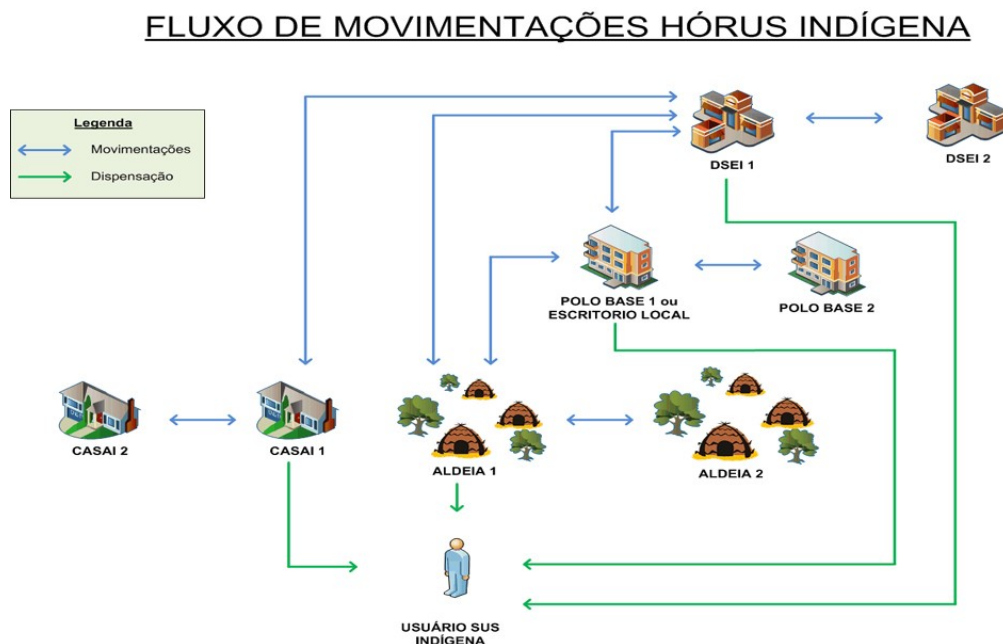 FLUXO DE MOVIMENTAÇÕES HÓRUS INDÍGENA
Legenda
Movimentações
Dispensação
DSEI 1
DSEI 2
POLO BASE 1 ou
ESCRITORIO LOCAL
POLO BASE 2
CASAI 2
CASAI 1
ALDEIA 1
ALDEIA 2
USUÁRIO SUS
INDÍGENA